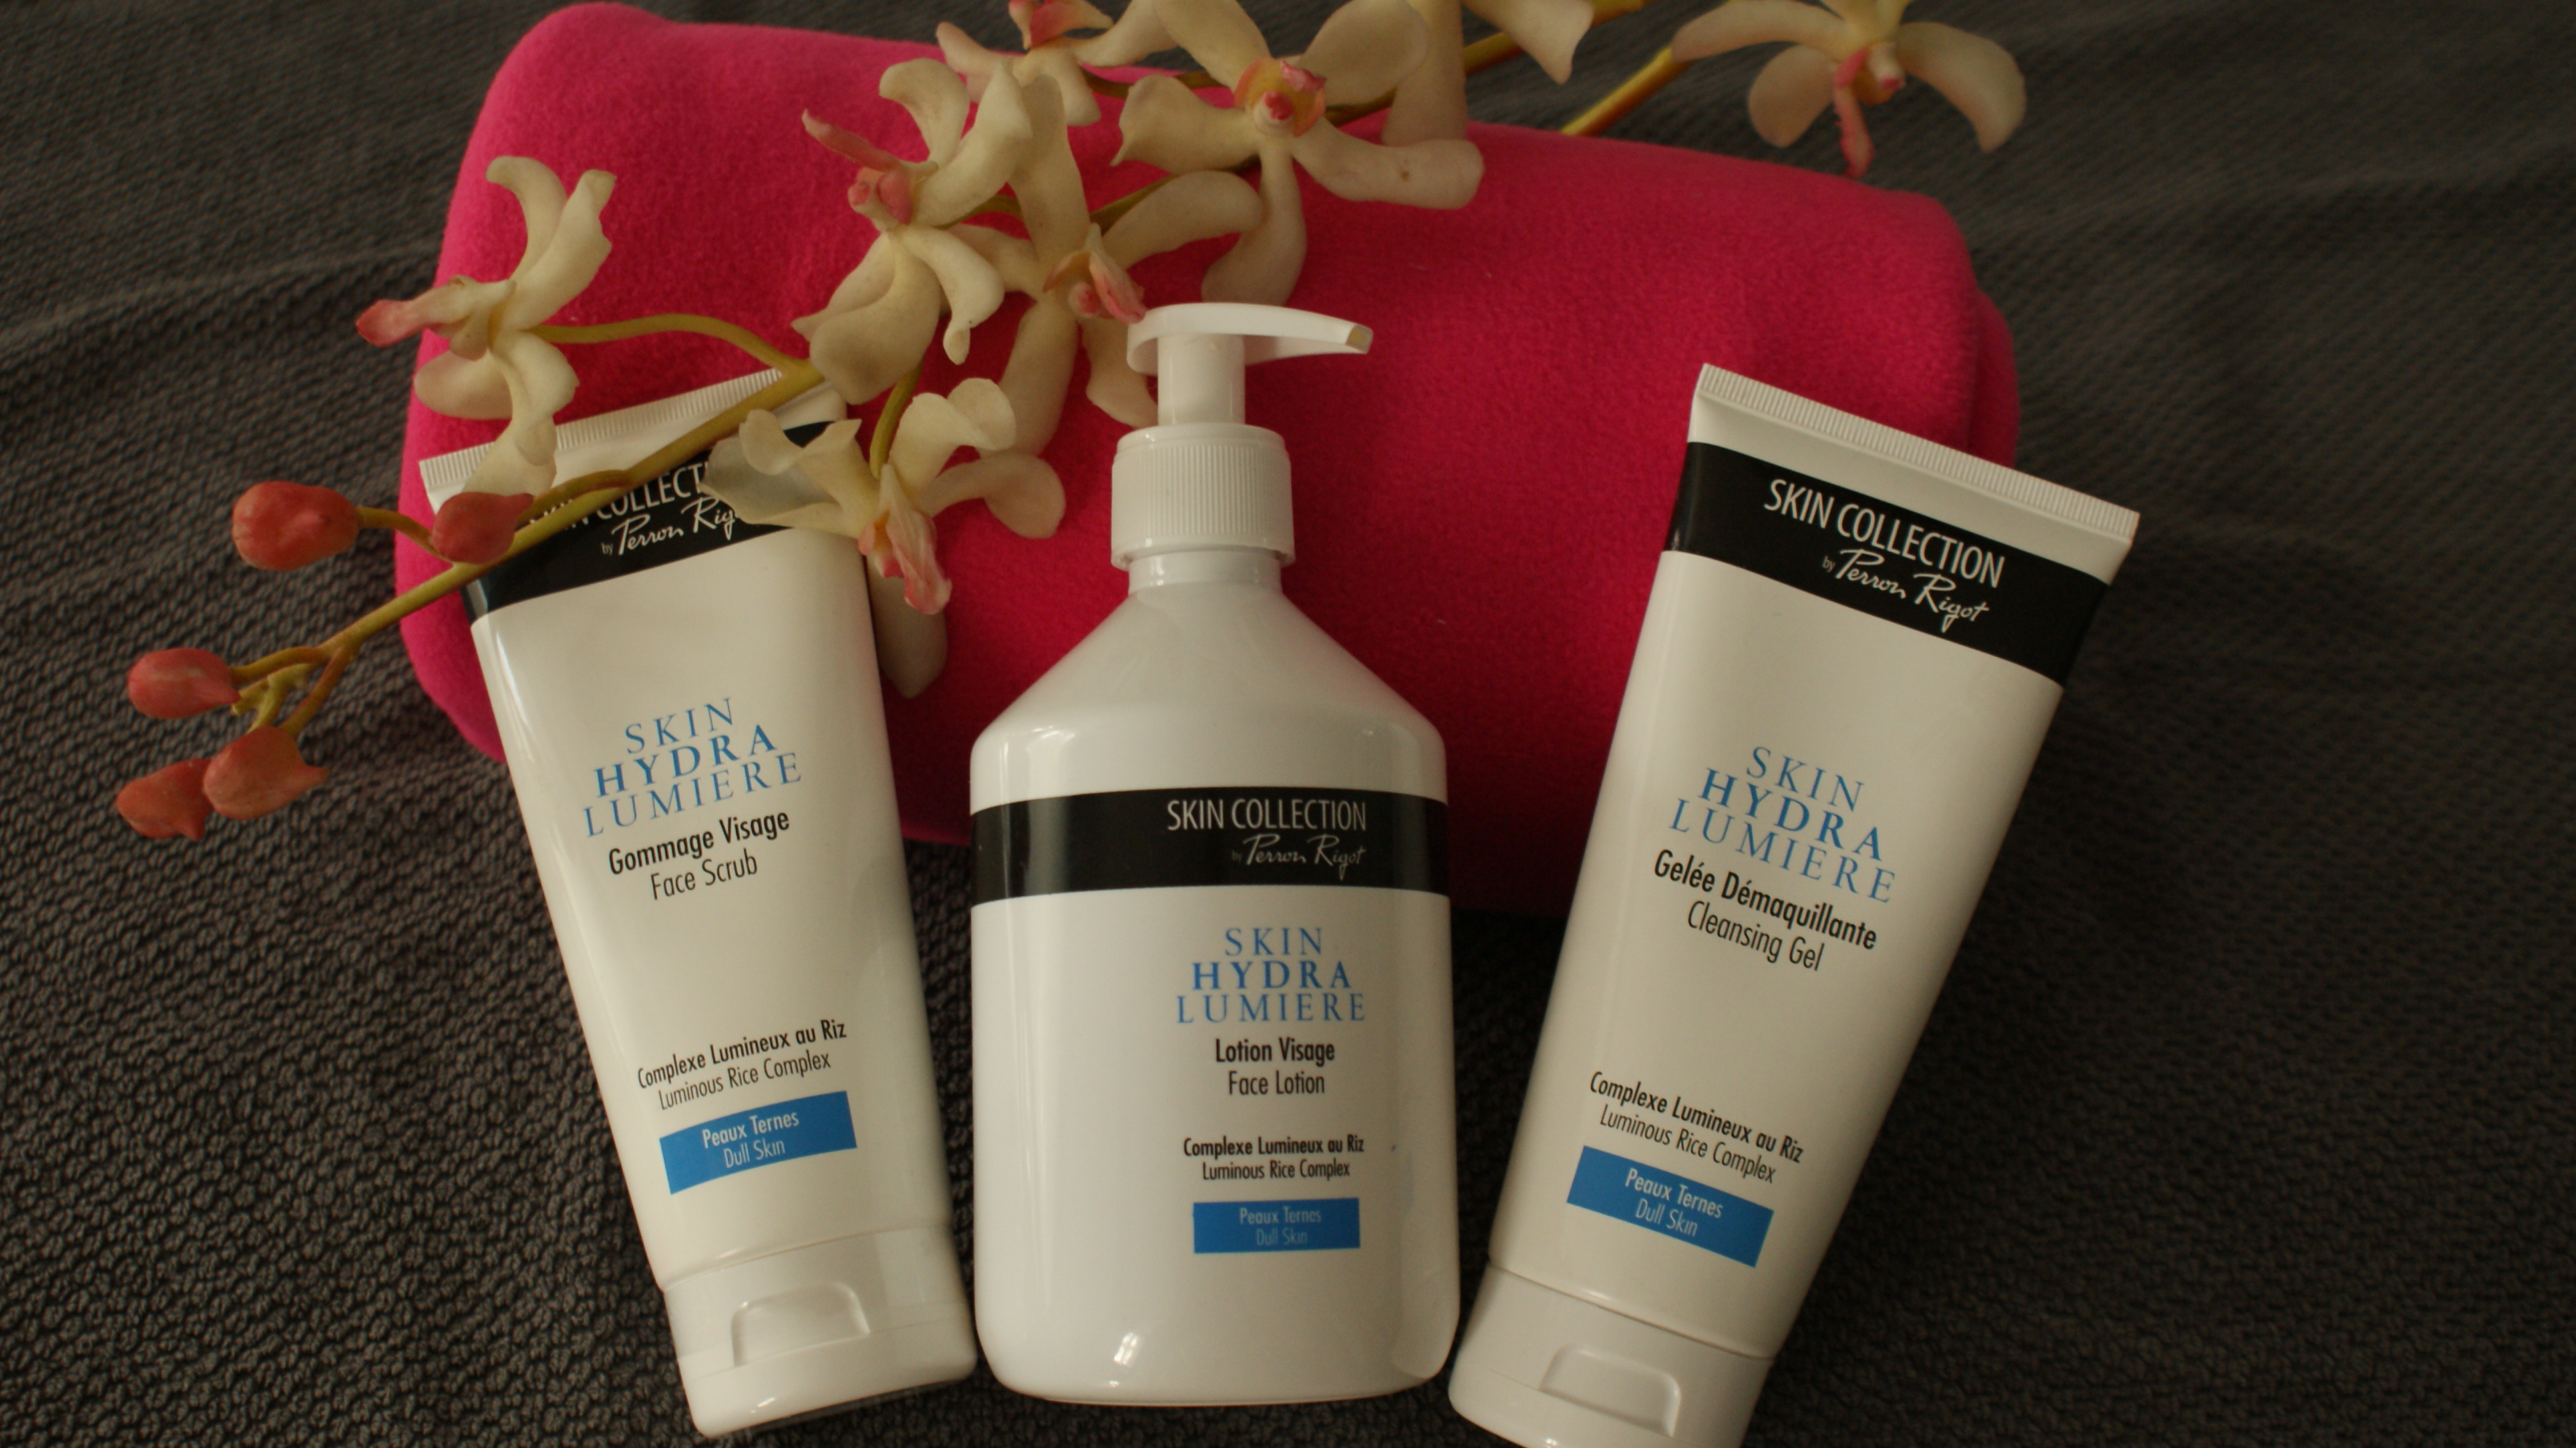 SKIN COLLECTI
by Perron Rig
SKIN
HYDRA
LUMIERE
Gommage Visage
Face Scrub
Complexe Lumineux au Riz
Luminous Rice Complex
Peaux Ternes
Dull Skin
SKIN COLLECTION
by Perron Rigot
SKIN
HYDRA
LUMIERE
Lotion Visage
Face Lotion
Complexe Lumineux au Riz
Luminous Rice Complex
Peaux Ternes
Dull Skin
SKIN COLLECTION
by Perron Rigot
SKIN
HYDRA
LUMIERE
Gelée Démaquillante
Cleansing Gel
Complexe Lumineux au Riz
Luminous Rice Complex
Peaux Ternes
Dull Skin